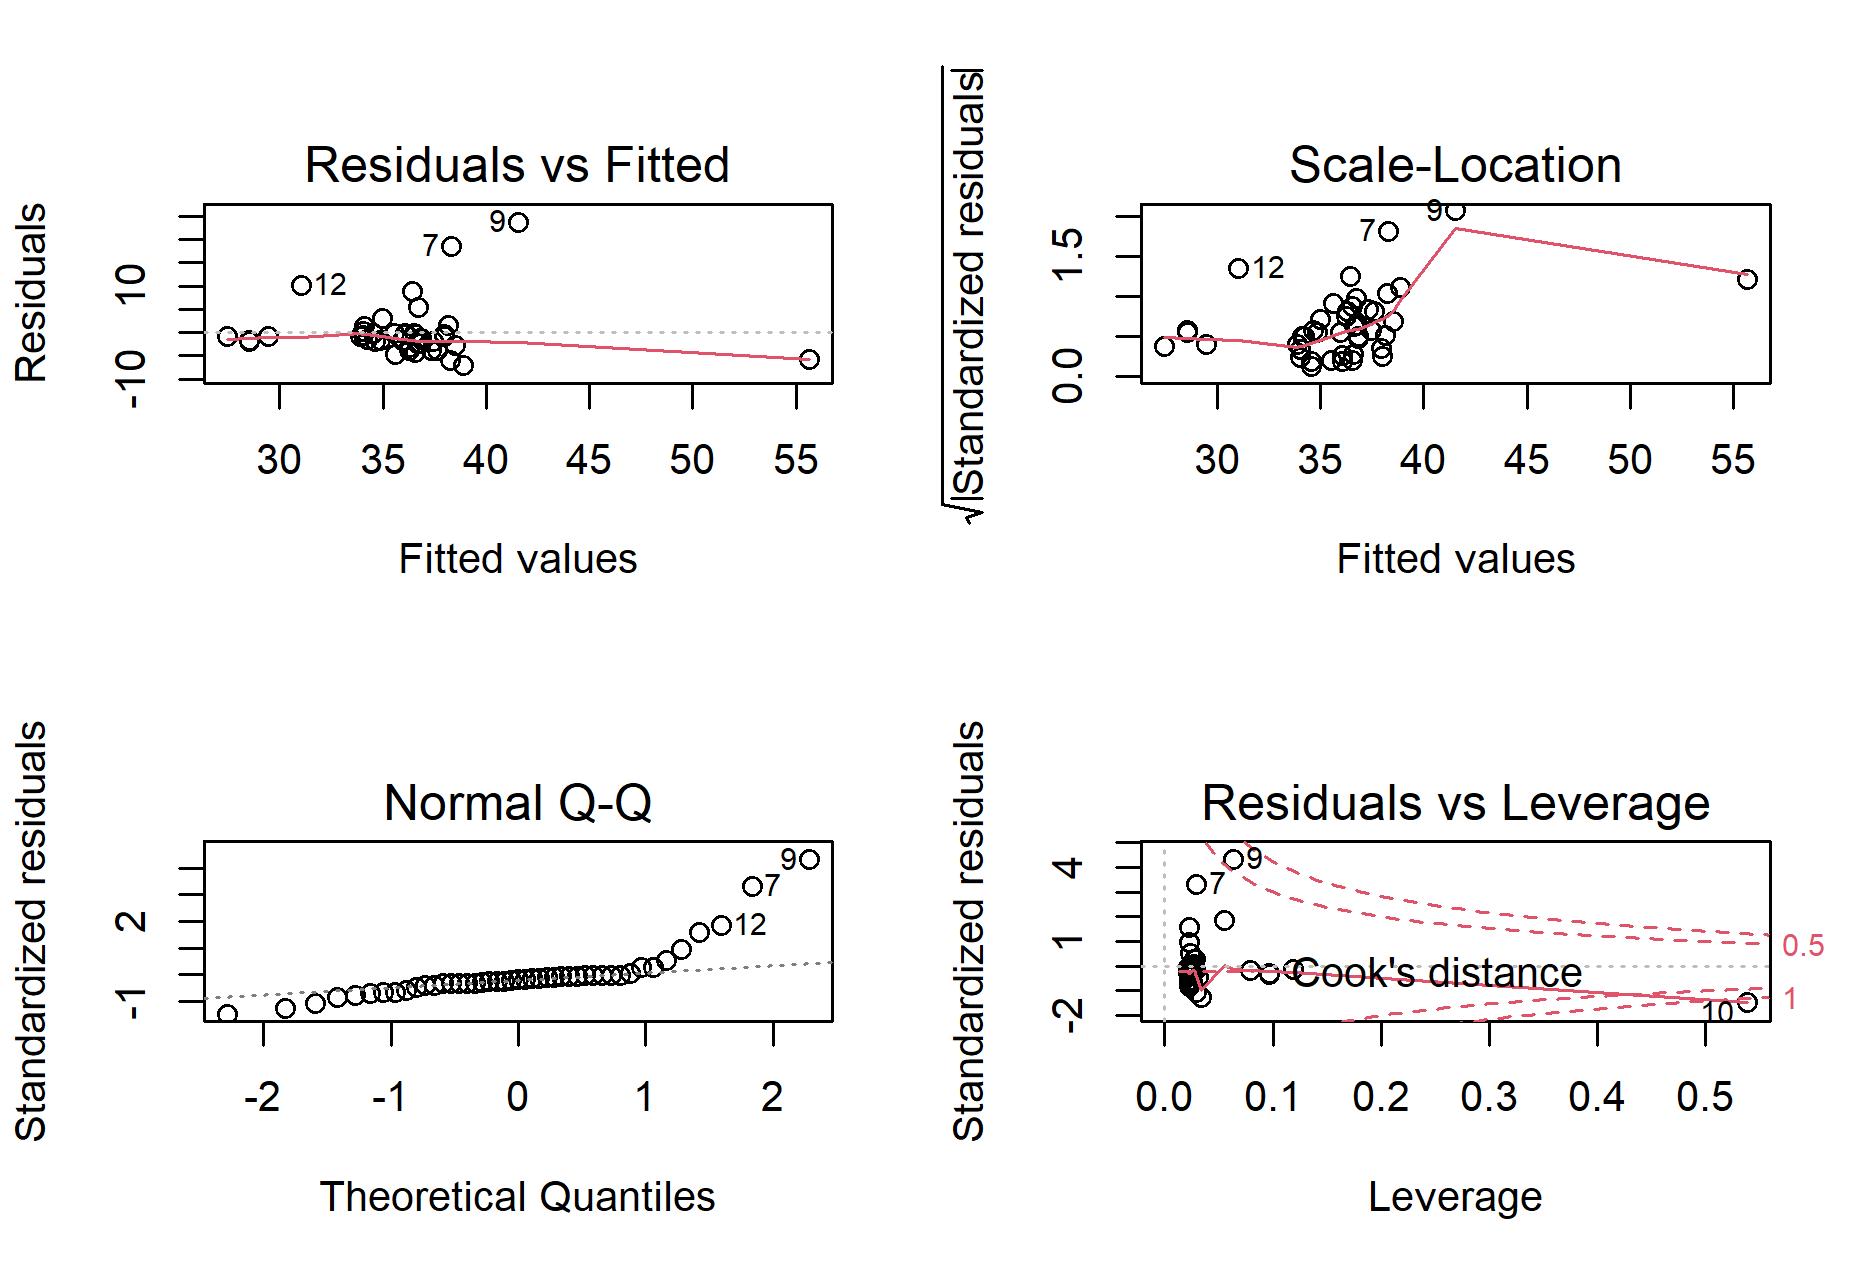 Residuals vs Fitted
Residuals
10
-10
9
7
12
30 35 40 45 50 55
Fitted values
Scale-Location
√|Standardized residuals|
1.5
0.0
9
7
12
30 35 40 45 50 55
Fitted values
Normal Q-Q
Standardized residuals
2
-1
9
7
12
-2 -1 0 1 2
Theoretical Quantiles
Residuals vs Leverage
Standardized residuals
4
1
-2
9
7
Cook's distance
10
0.5
1
0.0 0.1 0.2 0.3 0.4 0.5
Leverage